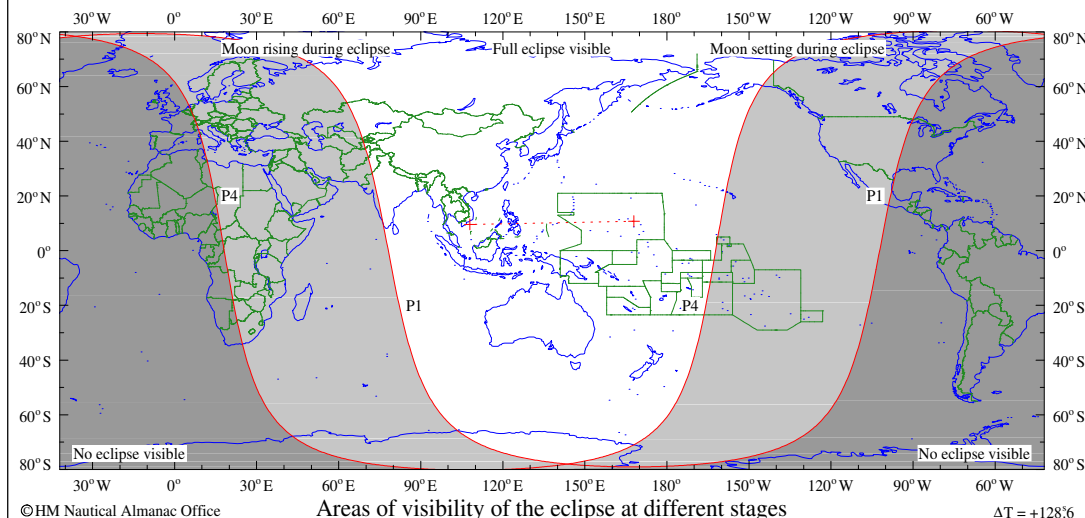 30° W 0° 30° E 60° E 90° E 120° E 150° E 180° 150° W 120° W 90° W 60° W
80° N Moon rising during eclipse Full eclipse visible Moon setting during eclipse 80° N
60° N 60° N
40° N 40° N
20° N P4 P1 20° N
0° 0°
20° S P1 P4 20° S
40° S 40° S
60° S 60° S
No eclipse visible No eclipse visible
80° S 80° S
30° W 0° 30° E 60° E 90° E 120° E 150° E 180° 150° W 120° W 90° W 60° W
©HM Nautical Almanac Office Areas of visibility of the eclipse at different stages ΔT = +128ˢ.6